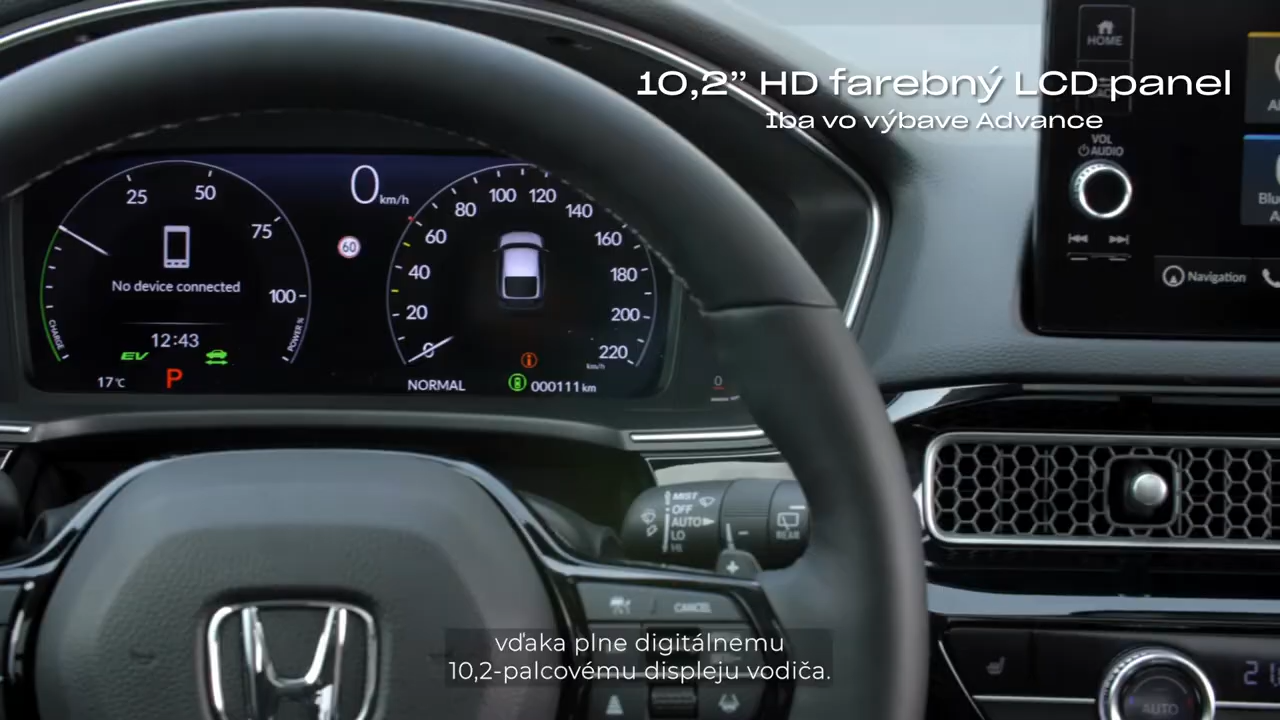 10,2” HD farebný LCD panel
Iba vo výbave Advance
HOME
VOL
AUDIO
Navigation
25
50
75
100
CHARGE
POWER %
No device connected
12:43
EV
17°C
P
0 km/h
60
0
20
40
60
80
100
120
140
160
180
200
220
km/h
NORMAL
000111 km
MIST
OFF
AUTO
LO
HI
REAR
CANCEL
AUTO
vďaka plne digitálnemu
10,2-palcovému displeju vodiča.